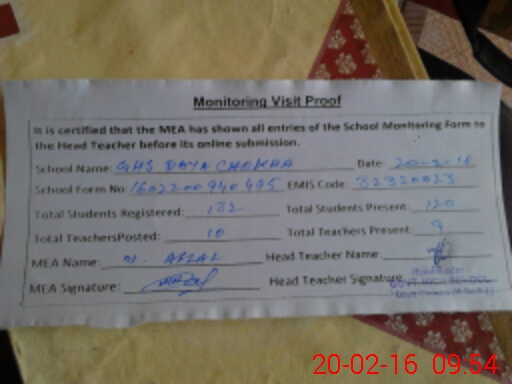 Monitoring Visit Proof
It is certified that the MEA has shown all entries of the School Monitoring Form to
the Head Teacher before its online submission.
School Name: GHS DAYA CHOKHA Date: 20-2-16
School Form No: EMIS Code:
Total Students Registered: 132 Total Students Present: 120
Total TeachersPosted: 10 Total Teachers Present: 9
MEA Name: M. AFZAL Head Teacher Name:
MEA Signature: Head Teacher Signature
GOVT. HIGH SCHOOL
20-02-16 09:54